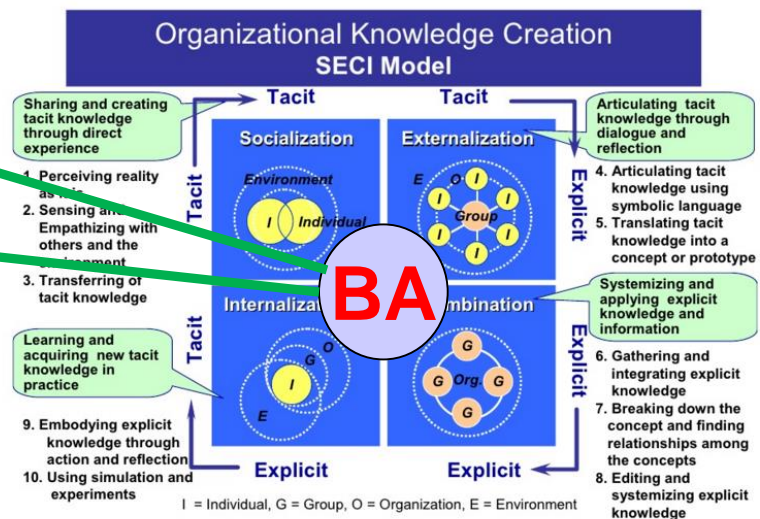 Organizational Knowledge Creation
SECI Model
Sharing and creating
tacit knowledge
through direct
experience
Tacit
Tacit
Articulating tacit
knowledge through
dialogue and
reflection
1. Perceiving reality
as
2. Sensing and
Empathizing with
others and the
environment
3. Transferring of
tacit knowledge
Tacit
Socialization
Environment
I
Individual
Externalization
E
O
I
I
I
I
I
I
Group
Explicit
4. Articulating tacit
knowledge using
symbolic language
5. Translating tacit
knowledge into a
concept or prototype
BA
Learning and
acquiring new tacit
knowledge in
practice
Tacit
Internalizat
O
G
I
E
mbination
G
G
Org.
G
G
Explicit
Systemizing and
applying explicit
knowledge and
information
6. Gathering and
integrating explicit
knowledge
7. Breaking down the
concept and finding
relationships among
the concepts
8. Editing and
systemizing explicit
knowledge
9. Embodying explicit
knowledge through
action and reflection
10. Using simulation and
experiments
Explicit
Explicit
I = Individual, G = Group, O = Organization, E = Environment